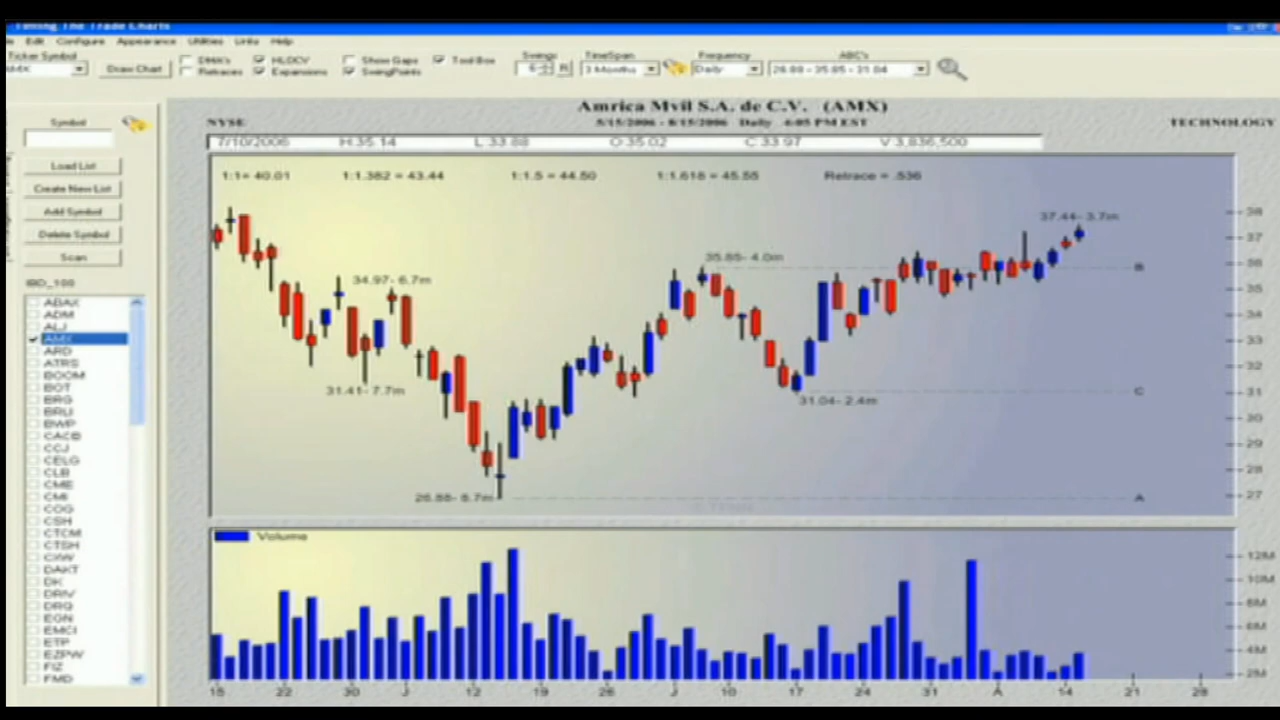 Timing The Trade Charts
Edit Configure Appearance Utilities Links Help
Ticker Symbol
AMX
Draw Chart
DMA's
Retraces
HLOCV
Expansions
Show Gaps
SwingPoints
Tool Box
Swings
6
R
TimeSpan
3 Months
Frequency
Daily
ABC's
26.88 - 35.85 - 31.04
Symbol
Load List
Create New List
Add Symbol
Delete Symbol
Scan
IBD_100
ABAX
ADM
ALJ
AMX
ARD
ATRS
BOOM
BOT
BRG
BRLI
BWP
CACB
CCJ
CELG
CLB
CME
CMI
COG
CSH
CTCM
CTSH
CXW
DAKT
DK
DRIV
DRQ
EGN
EMCI
ETP
EZPW
FIZ
FMD
Amrica Mvil S.A. de C.V. (AMX)
NYSE
5/15/2006 - 8/15/2006 Daily 6:05 PM EST
TECHNOLOGY
7/10/2006 H:35.14 L:33.88 O:35.02 C:33.97 V:3,836,500
1:1= 40.01 1:1.382 = 43.44 1:1.5 = 44.50 1:1.618 = 45.55 Retrace = .536
37.44- 3.7m
35.85- 4.0m
34.97- 6.7m
31.41- 7.7m
31.04- 2.4m
26.88- 8.7m
B
C
A
38
37
36
35
34
33
32
31
30
29
28
27
Volume
12M
10M
8M
6M
4M
2M
15 22 30 J 12 19 26 J 10 17 24 31 A 14 21 28